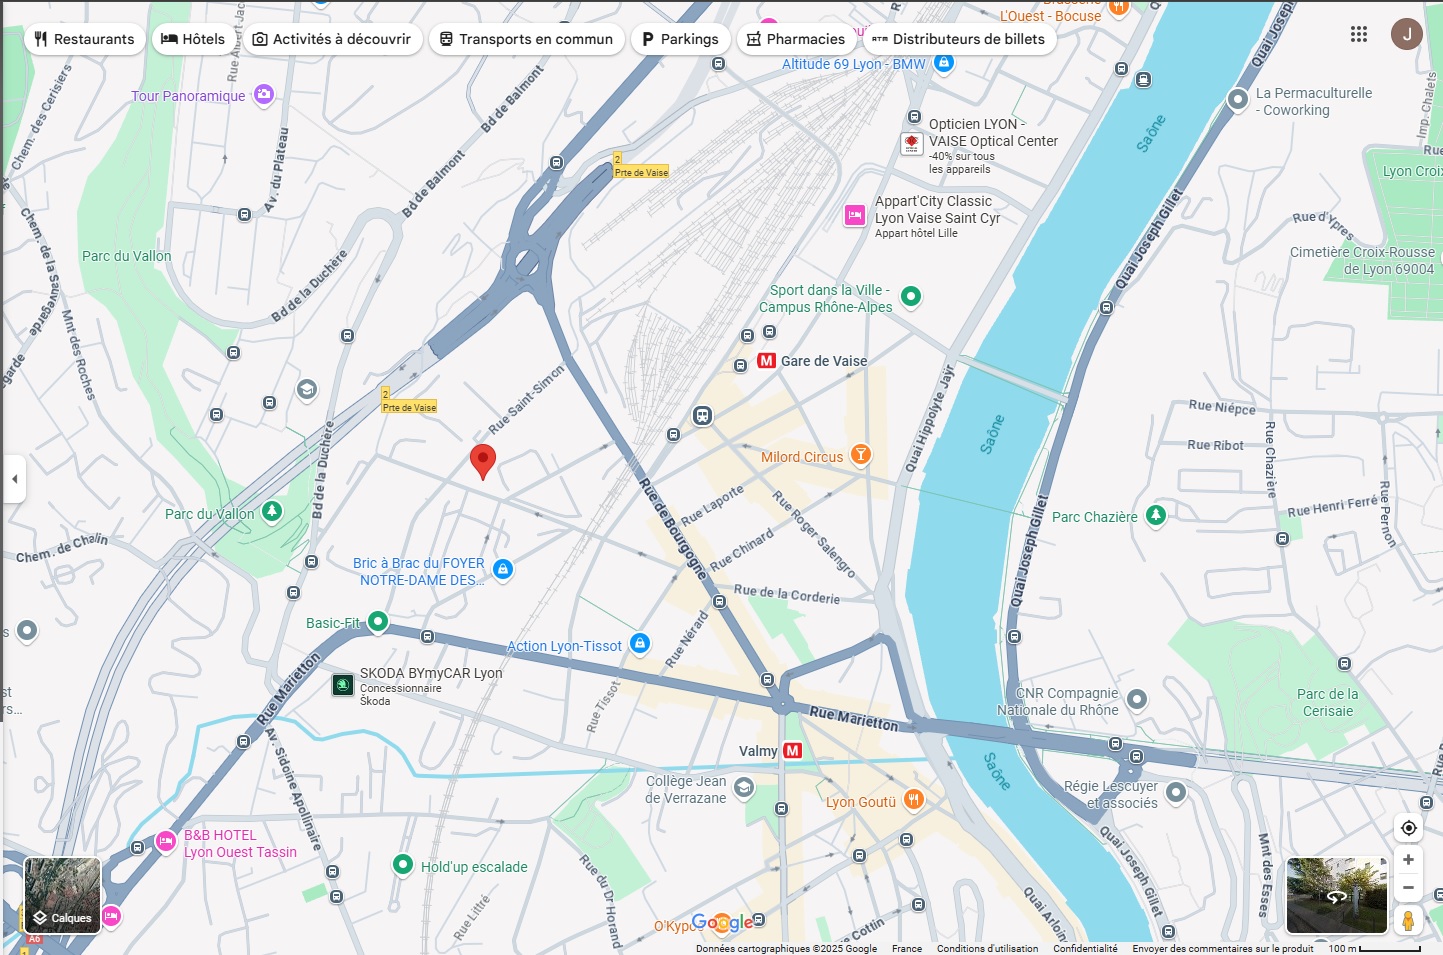 Brasserie
L'Ouest - Bocuse
Restaurants
Hôtels
Activités à découvrir
Transports en commun
Parkings
Pharmacies
Distributeurs de billets
J
Quai Joseph
Altitude 69 Lyon - BMW
Tour Panoramique
La Permaculturelle
- Coworking
Chem. des Cerisiers
Av. du Plateau
Bd de Balmont
Bd de Balmont
Imp. Chalets
Opticien LYON -
VAISE Optical Center
-40% sur tous
les appareils
Saône
2
Prte de Vaise
Lyon Croix
Appart'City Classic
Lyon Vaise Saint Cyr
Appart hôtel Lille
Quai Joseph Gillet
Rue d'Ypres
Parc du Vallon
Chem. de la Sauvegarde
Bd de la Duchère
Cimetière Croix-Rousse
de Lyon 69004
Sport dans la Ville -
Campus Rhône-Alpes
Mnt des Roches
Gare de Vaise
Rue Saint-Simon
2
Prte de Vaise
Quai Hippolyte Jayr
Saône
Rue Niépce
Rue Ribot
Rue Chazière
Milord Circus
Bd de la Duchère
Rue de Bourgogne
Rue Laporte
Rue Roger Salengro
Parc du Vallon
Parc Chazière
Rue Henri Ferré
Rue Pernon
Chem. de Chalin
Rue Chinard
Quai Joseph Gillet
Bric à Brac du FOYER
NOTRE-DAME DES...
Rue de la Corderie
Basic-Fit
Action Lyon-Tissot
Rue Nérard
SKODA BYmyCAR Lyon
Concessionnaire
Škoda
Rue Marietton
Rue Tissot
Rue Marietton
CNR Compagnie
Nationale du Rhône
Parc de la
Cerisaie
Av. Sidoine Apollinaire
Valmy
Saône
Collège Jean
de Verrazane
Lyon Goutù
Régie Lescuyer
et associés
B&B HOTEL
Lyon Ouest Tassin
Hold'up escalade
Rue du Dr Horand
Rue Littré
Quai Joseph Gillet
Mnt des Esses
Quai Arloing
Calques
A6
Google
Données cartographiques ©2025 Google
France
Conditions d'utilisation
Confidentialité
Envoyer des commentaires sur le produit
100 m